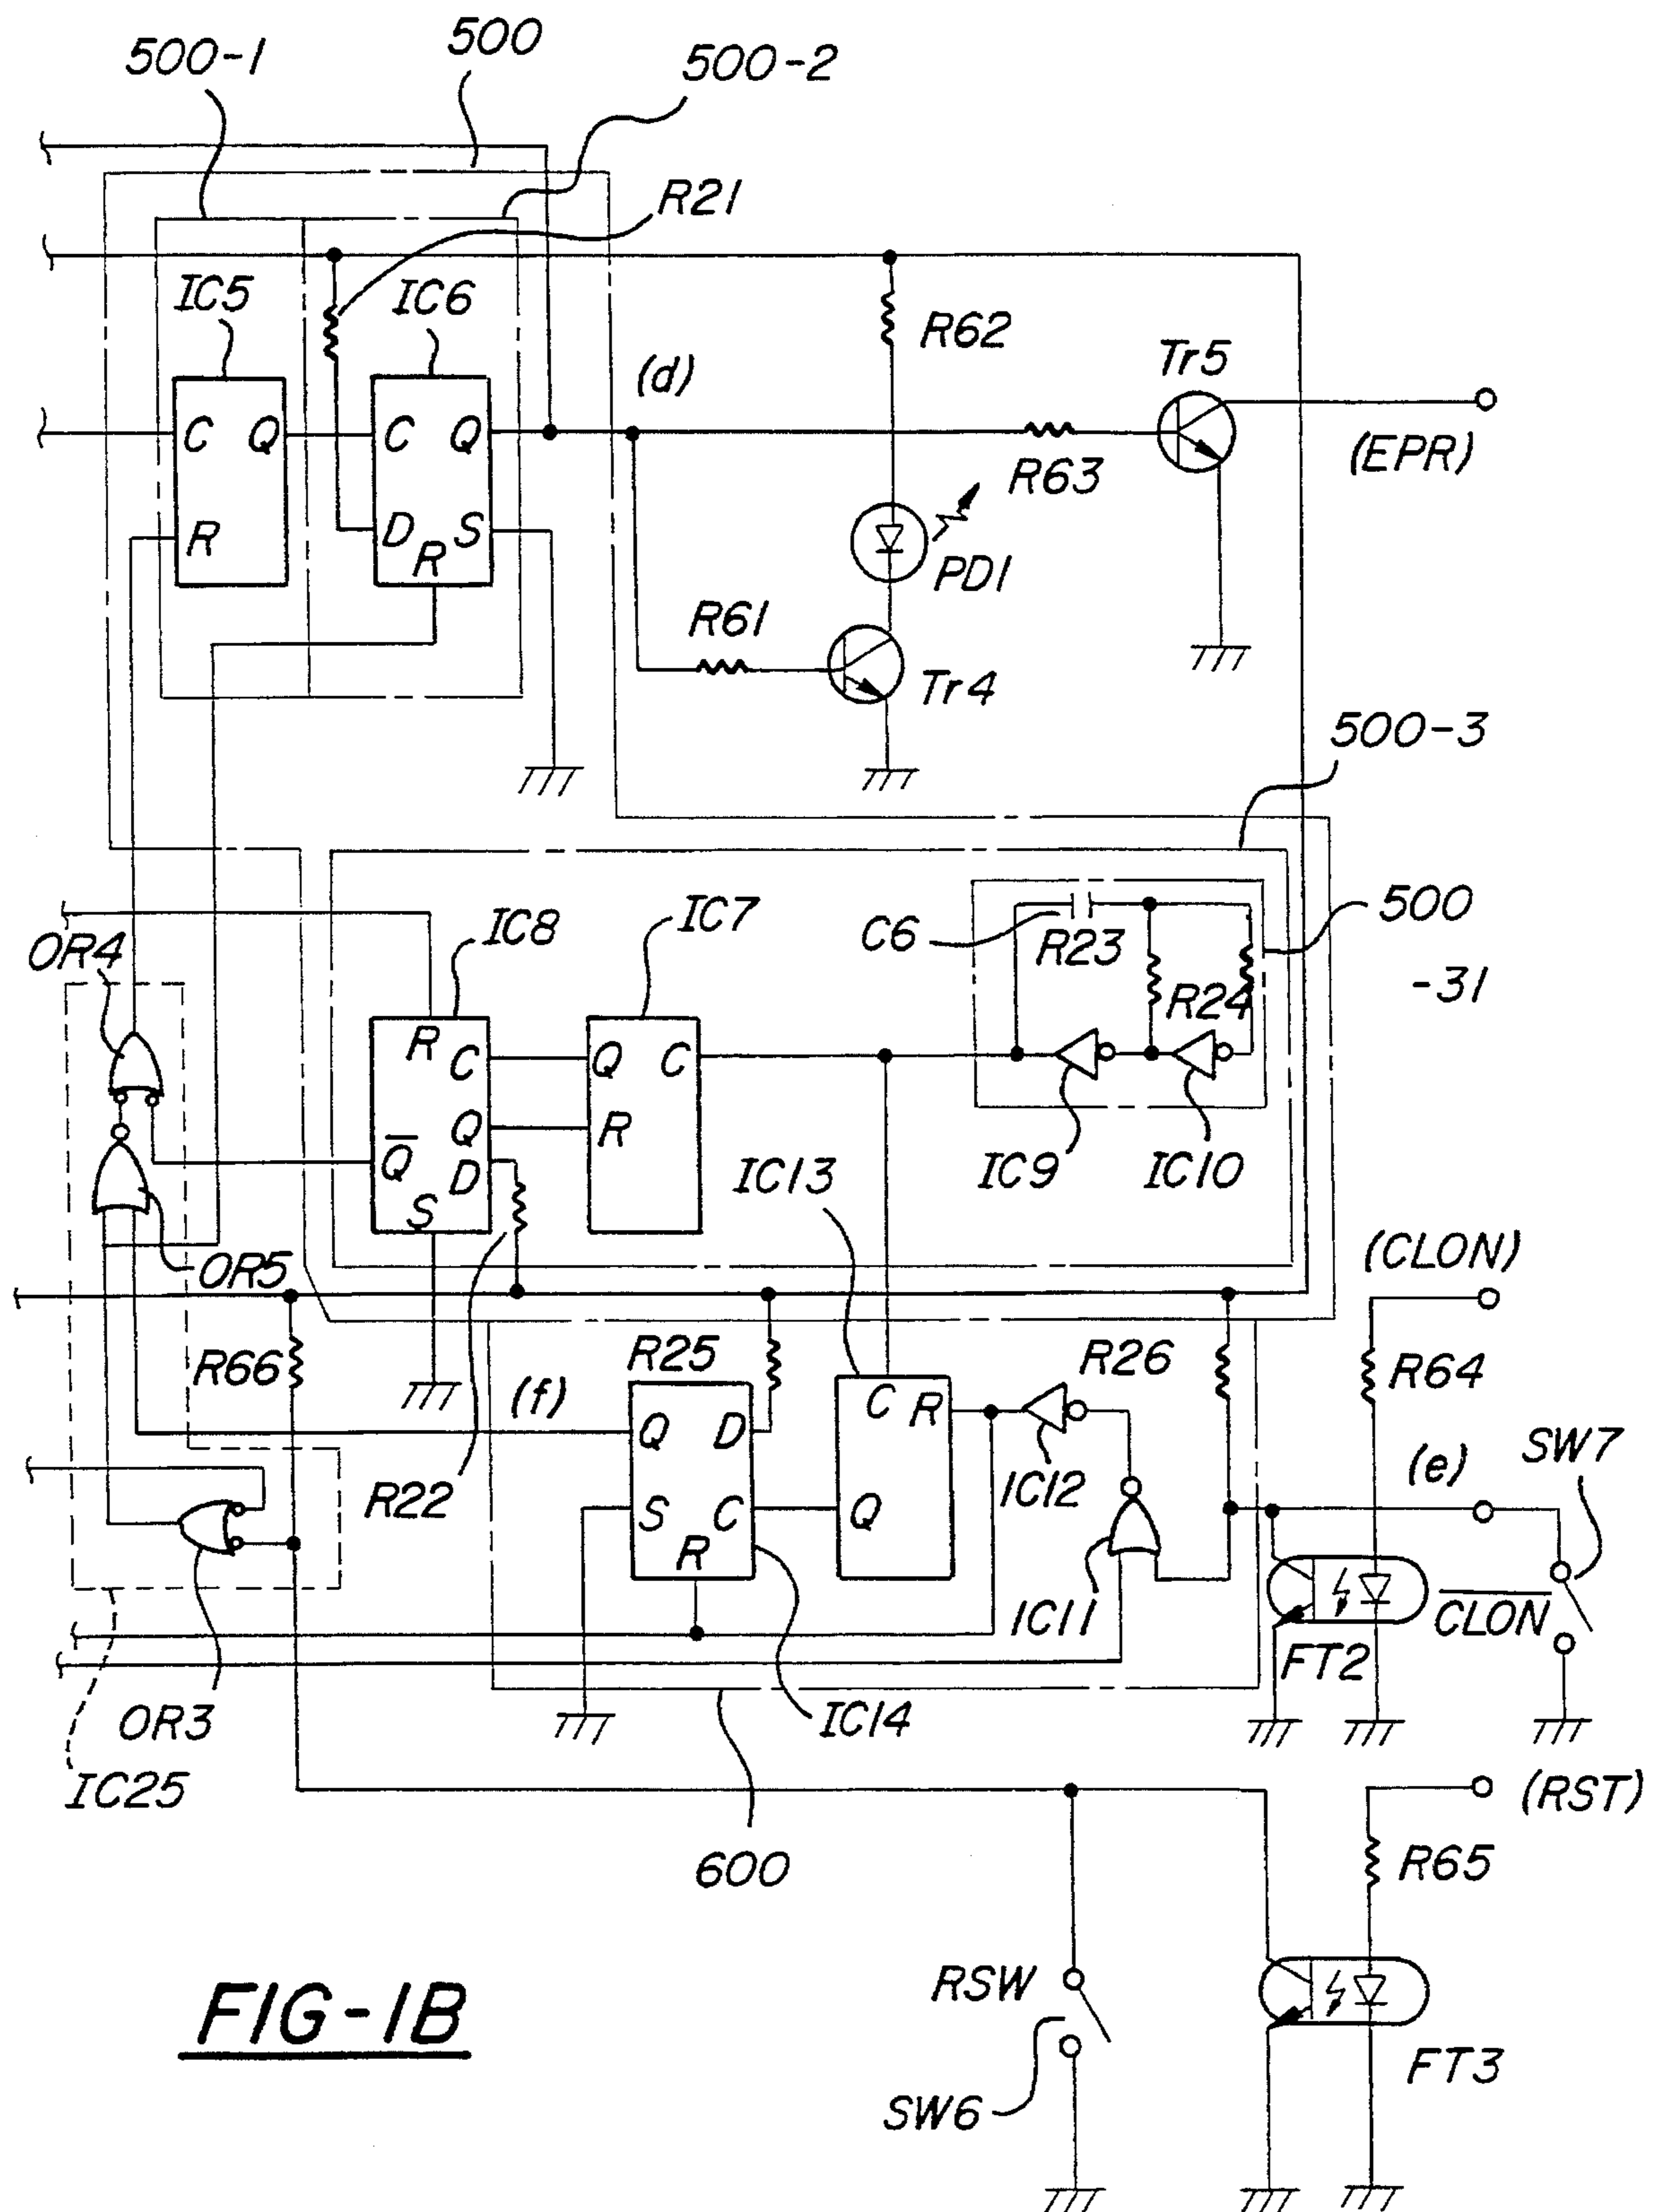 500-1
500
500-2
R21
IC5
IC6
(d)
R62
Tr5
C
Q
C
Q
(EPR)
R63
R
D
S
R
PD1
R61
Tr4
500-3
IC8
IC7
C6
R23
500
-31
OR4
R24
R
C
Q
C
Q
R
Q̅
D
S
IC13
IC9
IC10
(CLON)
OR5
R66
R25
R26
R64
(f)
C
R
Q
D
(e)
SW7
R22
IC12
S
C
Q
R
IC11
C̅L̅O̅N̅
FT2
OR3
IC14
IC25
(RST)
600
R65
RSW
FIG-1B
FT3
SW6